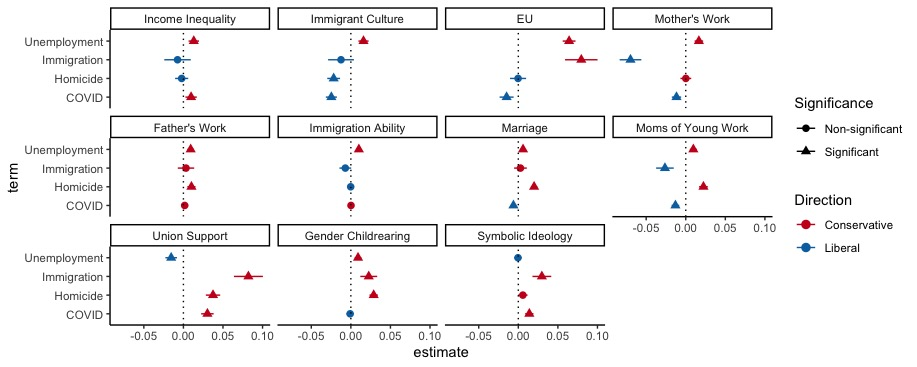 Income Inequality
Immigrant Culture
EU
Mother's Work
Unemployment
Immigration
Homicide
COVID
Father's Work
Immigration Ability
Marriage
Moms of Young Work
Unemployment
Immigration
Homicide
COVID
-0.05 0.00 0.05 0.10
Union Support
Gender Childrearing
Symbolic Ideology
Unemployment
Immigration
Homicide
COVID
-0.05 0.00 0.05 0.10
-0.05 0.00 0.05 0.10
-0.05 0.00 0.05 0.10
term
estimate
Significance
Non-significant
Significant
Direction
Conservative
Liberal